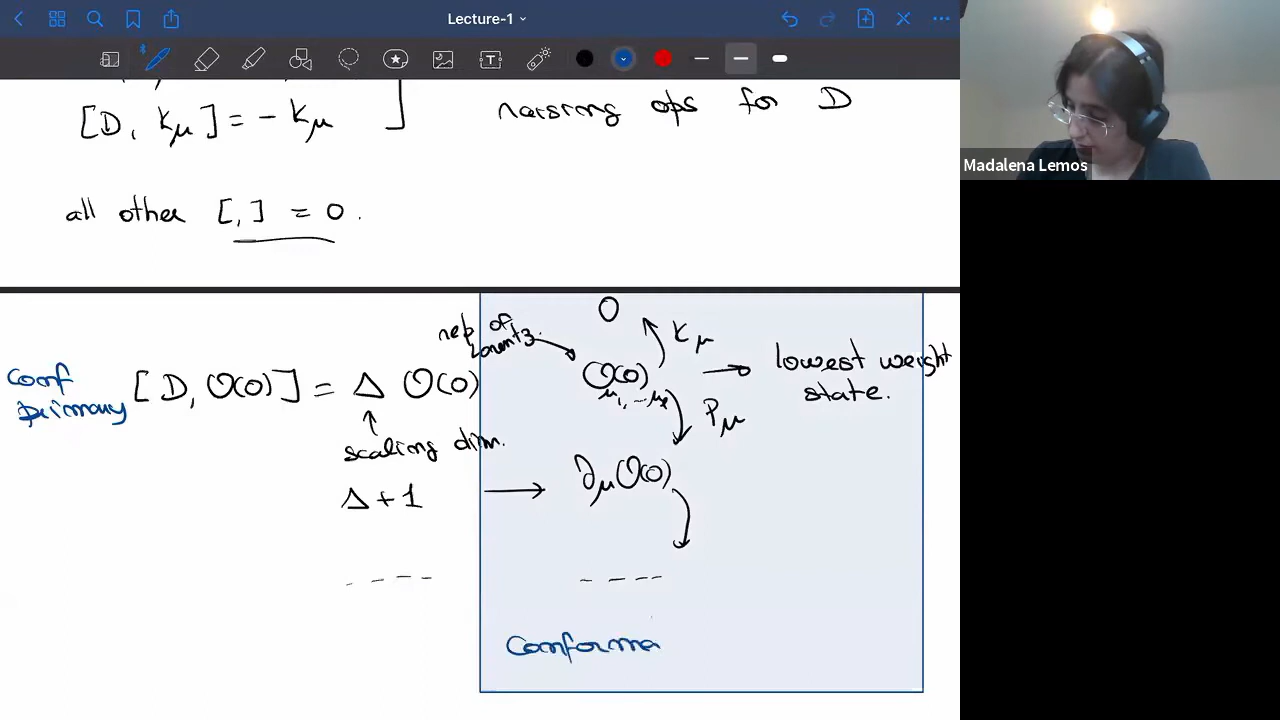 Lecture-1
Madalena Lemos
[D, Kμ] = - Kμ
raising ops for D
all other [,] = 0.
0
rep of Lorentz.
Kμ
Conf primary
[D, O(0)] = Δ O(0)
O(0) μ1, ... μℓ
→ lowest weight state.
↑
Pμ
scaling dim.
Δ + 1 → ∂μO(0)
- - - - - - - -
Conforma